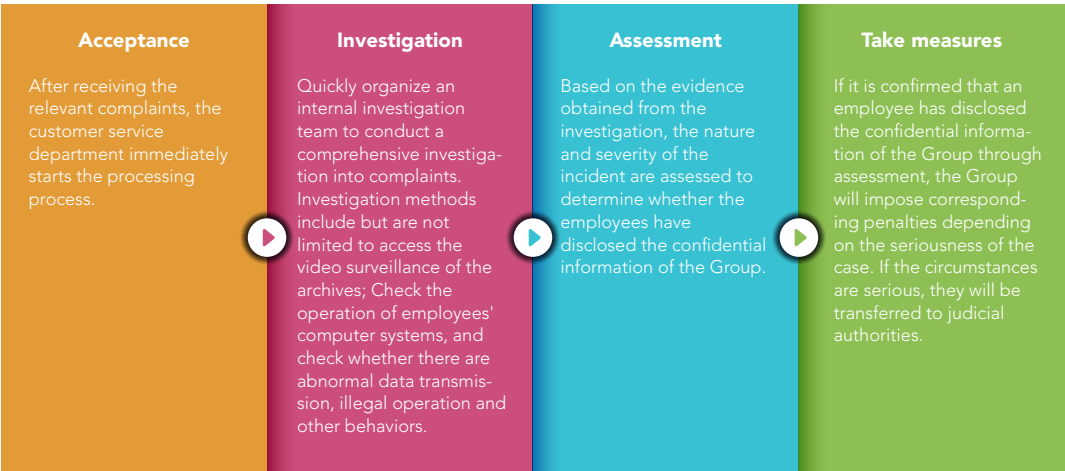 Acceptance
After receiving the
relevant complaints, the
customer service
department immediately
starts the processing
process.
Investigation
Quickly organize an
internal investigation
team to conduct a
comprehensive investiga-
tion into complaints.
Investigation methods
include but are not
limited to access the
video surveillance of the
archives; Check the
operation of employees'
computer systems, and
check whether there are
abnormal data transmis-
sion, illegal operation and
other behaviors.
Assessment
Based on the evidence
obtained from the
investigation, the nature
and severity of the
incident are assessed to
determine whether the
employees have
disclosed the confidential
information of the Group.
Take measures
If it is confirmed that an
employee has disclosed
the confidential informa-
tion of the Group through
assessment, the Group
will impose correspond-
ing penalties depending
on the seriousness of the
case. If the circumstances
are serious, they will be
transferred to judicial
authorities.